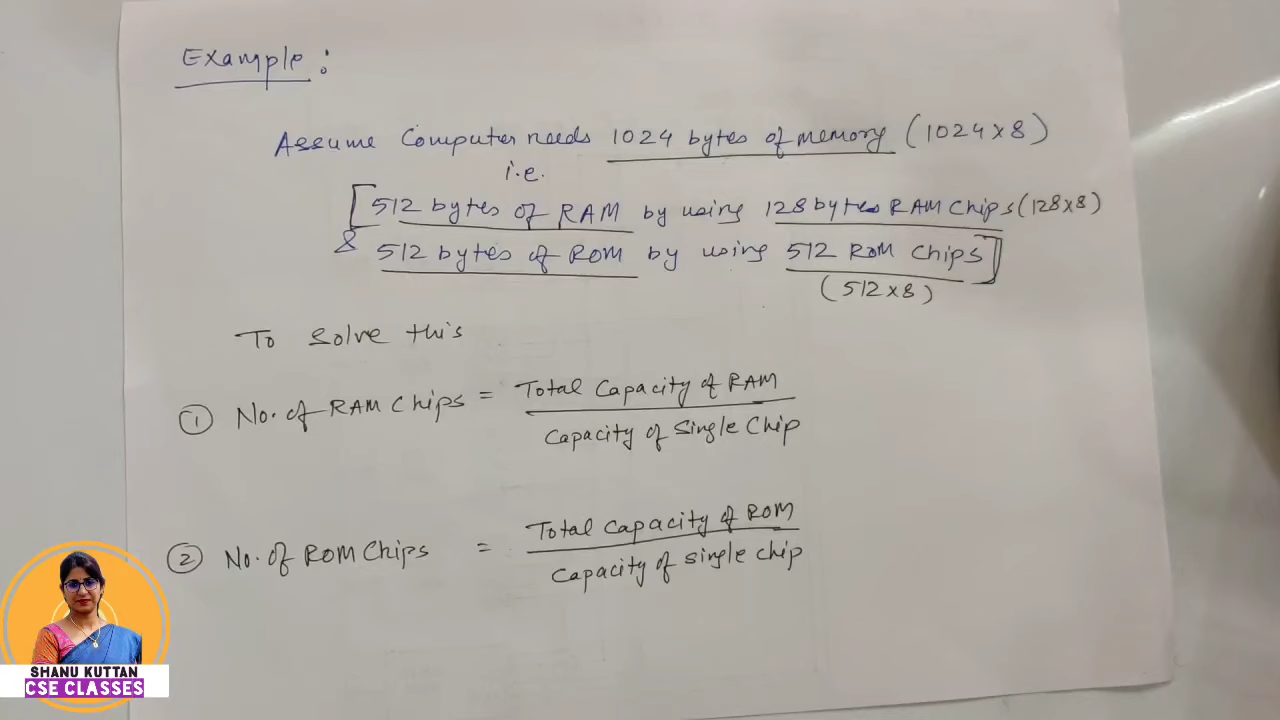 Example :
Assume Computer needs 1024 bytes of memory (1024 x 8)
i.e.
[512 bytes of RAM by using 128 bytes RAM Chips (128 x 8)
& 512 bytes of ROM by using 512 ROM Chips]
(512 x 8)
To solve this
① No. of RAM Chips = Total Capacity of RAM
Capacity of Single Chip
② No. of ROM Chips = Total Capacity of ROM
Capacity of single chip
SHANU KUTTAN
CSE CLASSES